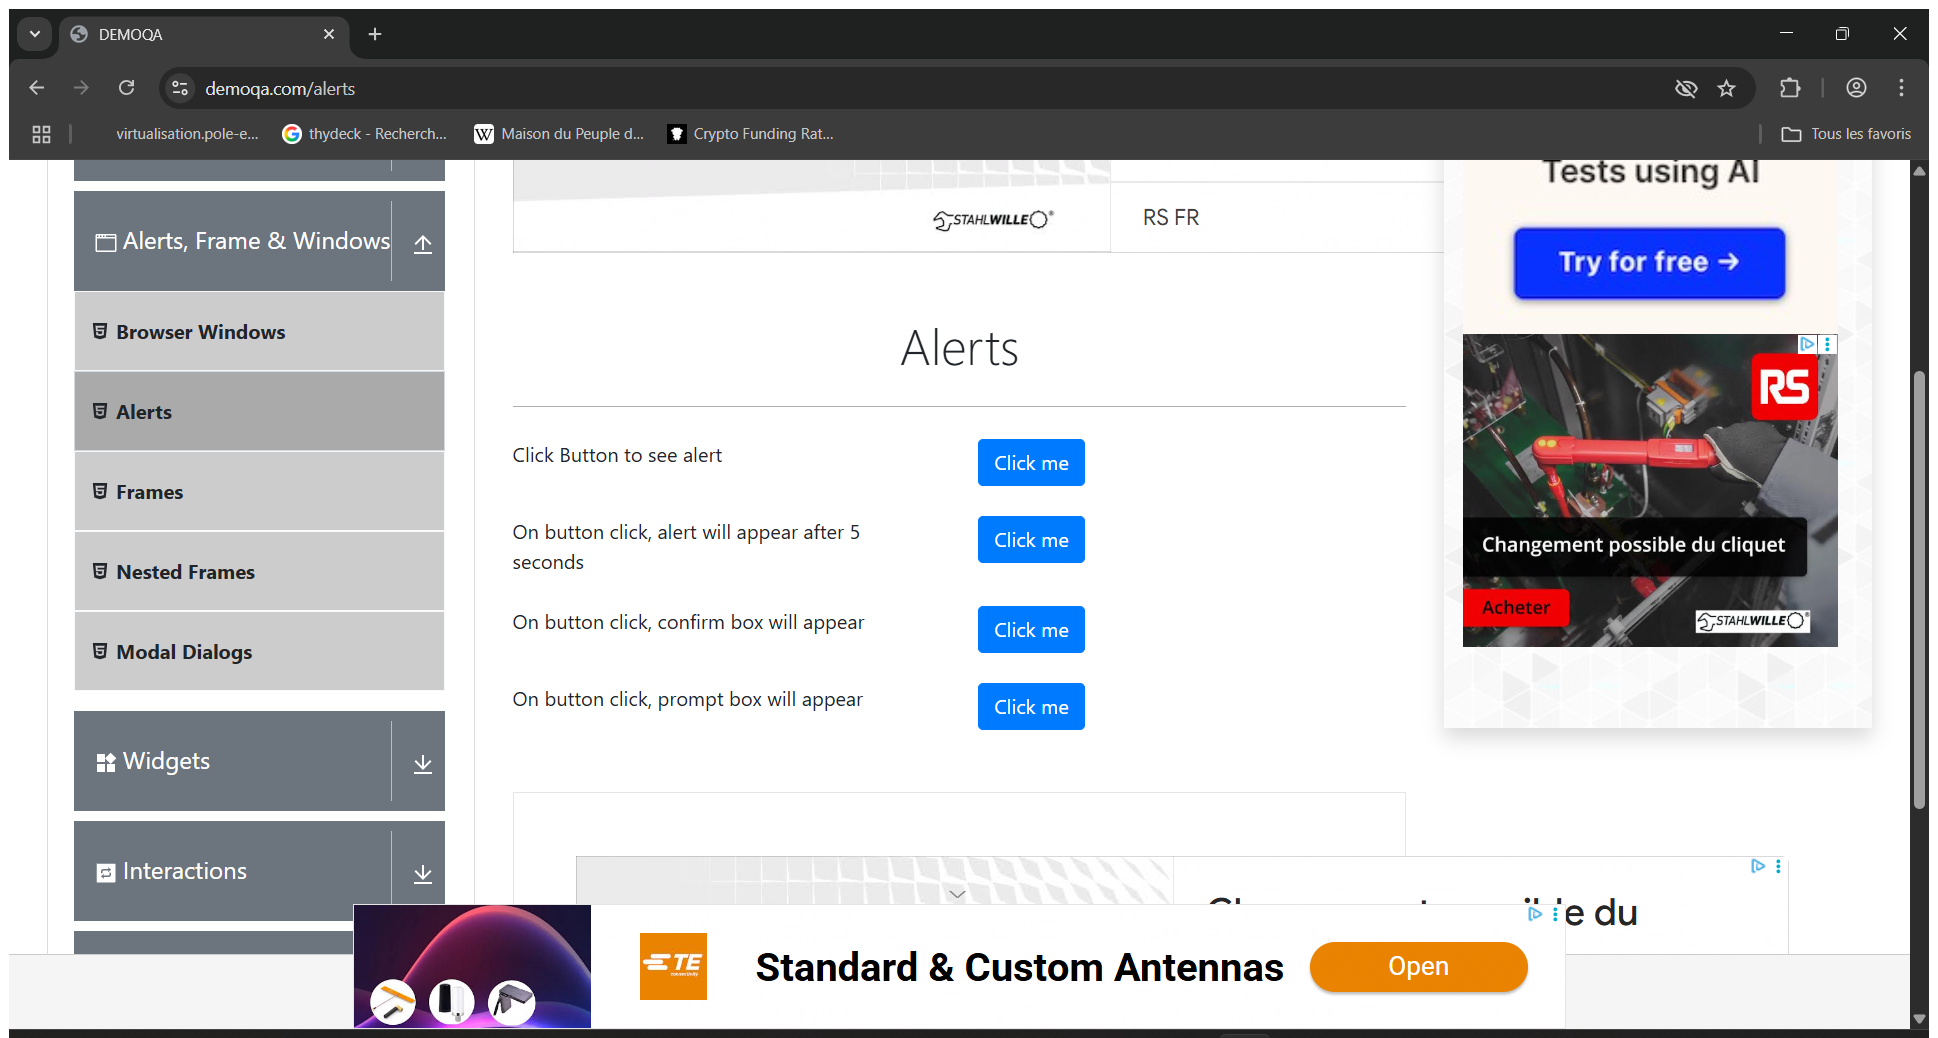 DEMOQA
demoqa.com/alerts
virtualisation.pole-e...
thydeck - Recherch...
Maison du Peuple d...
Crypto Funding Rat...
Tous les favoris
Alerts, Frame & Windows
Browser Windows
Alerts
Frames
Nested Frames
Modal Dialogs
Widgets
Interactions
STAHLWILLE
RS FR
Alerts
Click Button to see alert
Click me
On button click, alert will appear after 5
seconds
Click me
On button click, confirm box will appear
Click me
On button click, prompt box will appear
Click me
Tests using AI
Try for free →
RS
Changement possible du cliquet
Acheter
STAHLWILLE
e du
TE
connectivity
Standard & Custom Antennas
Open